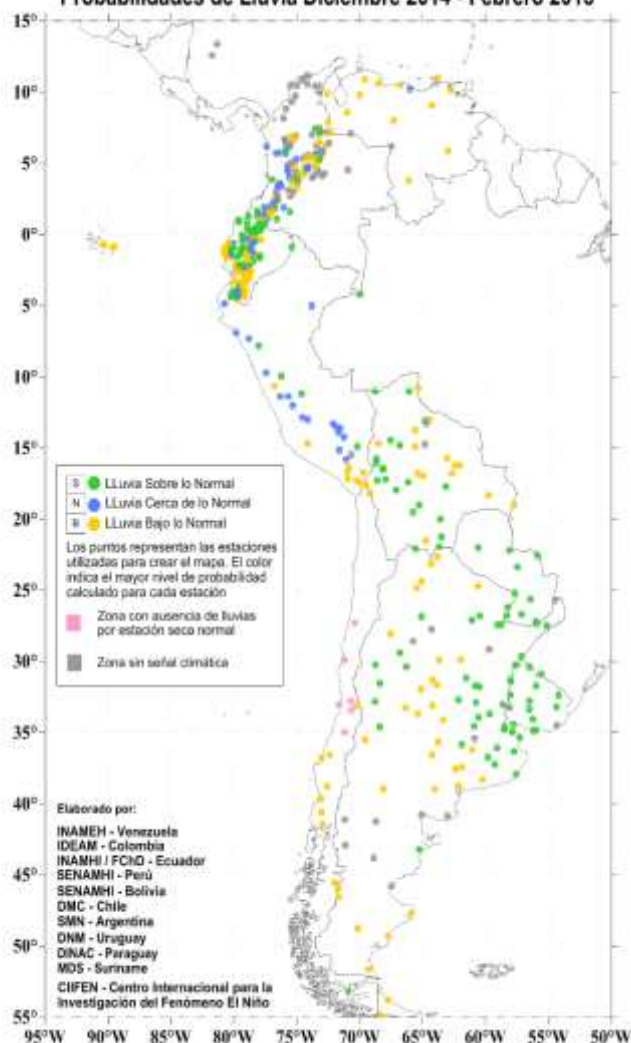 Probabilidades de Lluvia Diciembre 2014 - Febrero 2015
15°
10°
5°
0°
5°
10°
15°
20°
25°
30°
35°
40°
45°
50°
55°
S LLuvia Sobre lo Normal
N LLuvia Cerca de lo Normal
B LLuvia Bajo lo Normal
Los puntos representan las estaciones
utilizadas para crear el mapa. El color
indica el mayor nivel de probabilidad
calculado para cada estación
Zona con ausencia de lluvias
por estación seca normal
Zona sin señal climática
Elaborado por:
INAMEH - Venezuela
IDEAM - Colombia
INAMHI / FChD - Ecuador
SENAMHI - Perú
SENAMHI - Bolivia
DMC - Chile
SMN - Argentina
DNM - Uruguay
DINAC - Paraguay
MDS - Suriname
CIIFEN - Centro Internacional para la
Investigación del Fenómeno El Niño
95°W 90°W 85°W 80°W 75°W 70°W 65°W 60°W 55°W 50°W